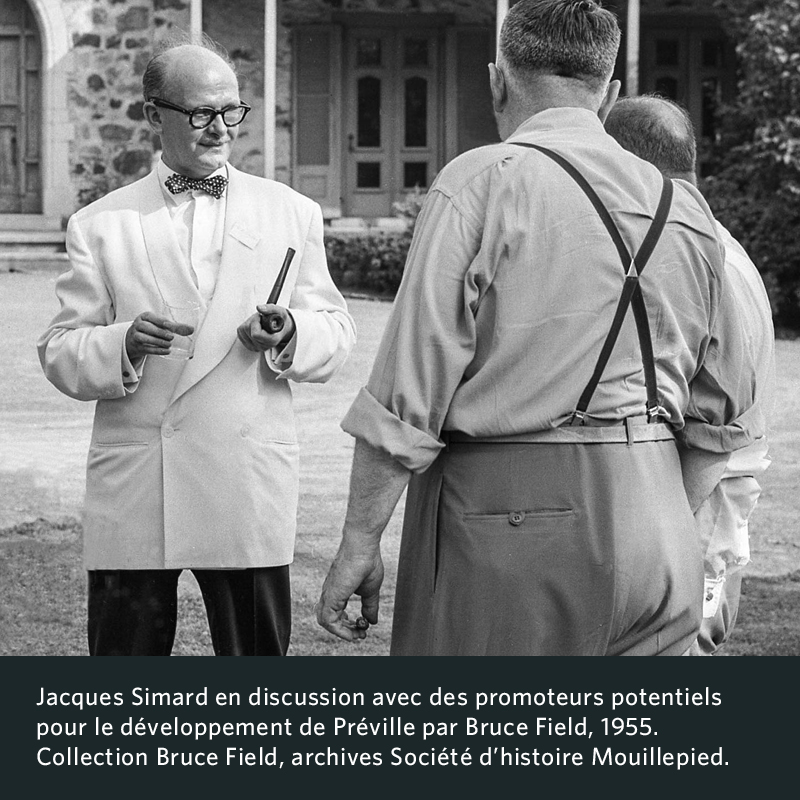 Jacques Simard en discussion avec des promoteurs potentiels
pour le développement de Préville par Bruce Field, 1955.
Collection Bruce Field, archives Société d'histoire Mouillepied.